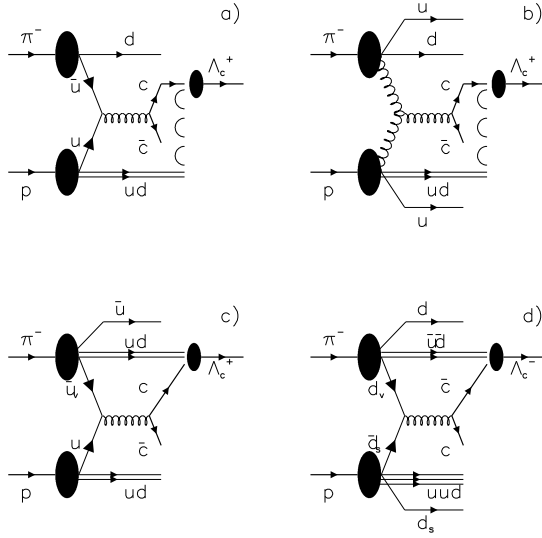 a)
π⁻
d
ū
c
Λc⁺
c̄
u
p
ud
b)
u
π⁻
d
c
Λc⁺
c̄
p
ud
u
c)
ū
π⁻
ud
ūᵥ
c
Λc⁺
u
c̄
p
ud
d)
d
π⁻
ūd̄
dᵥ
c̄
Λc⁻
d̄ₛ
c
p
uud
dₛ